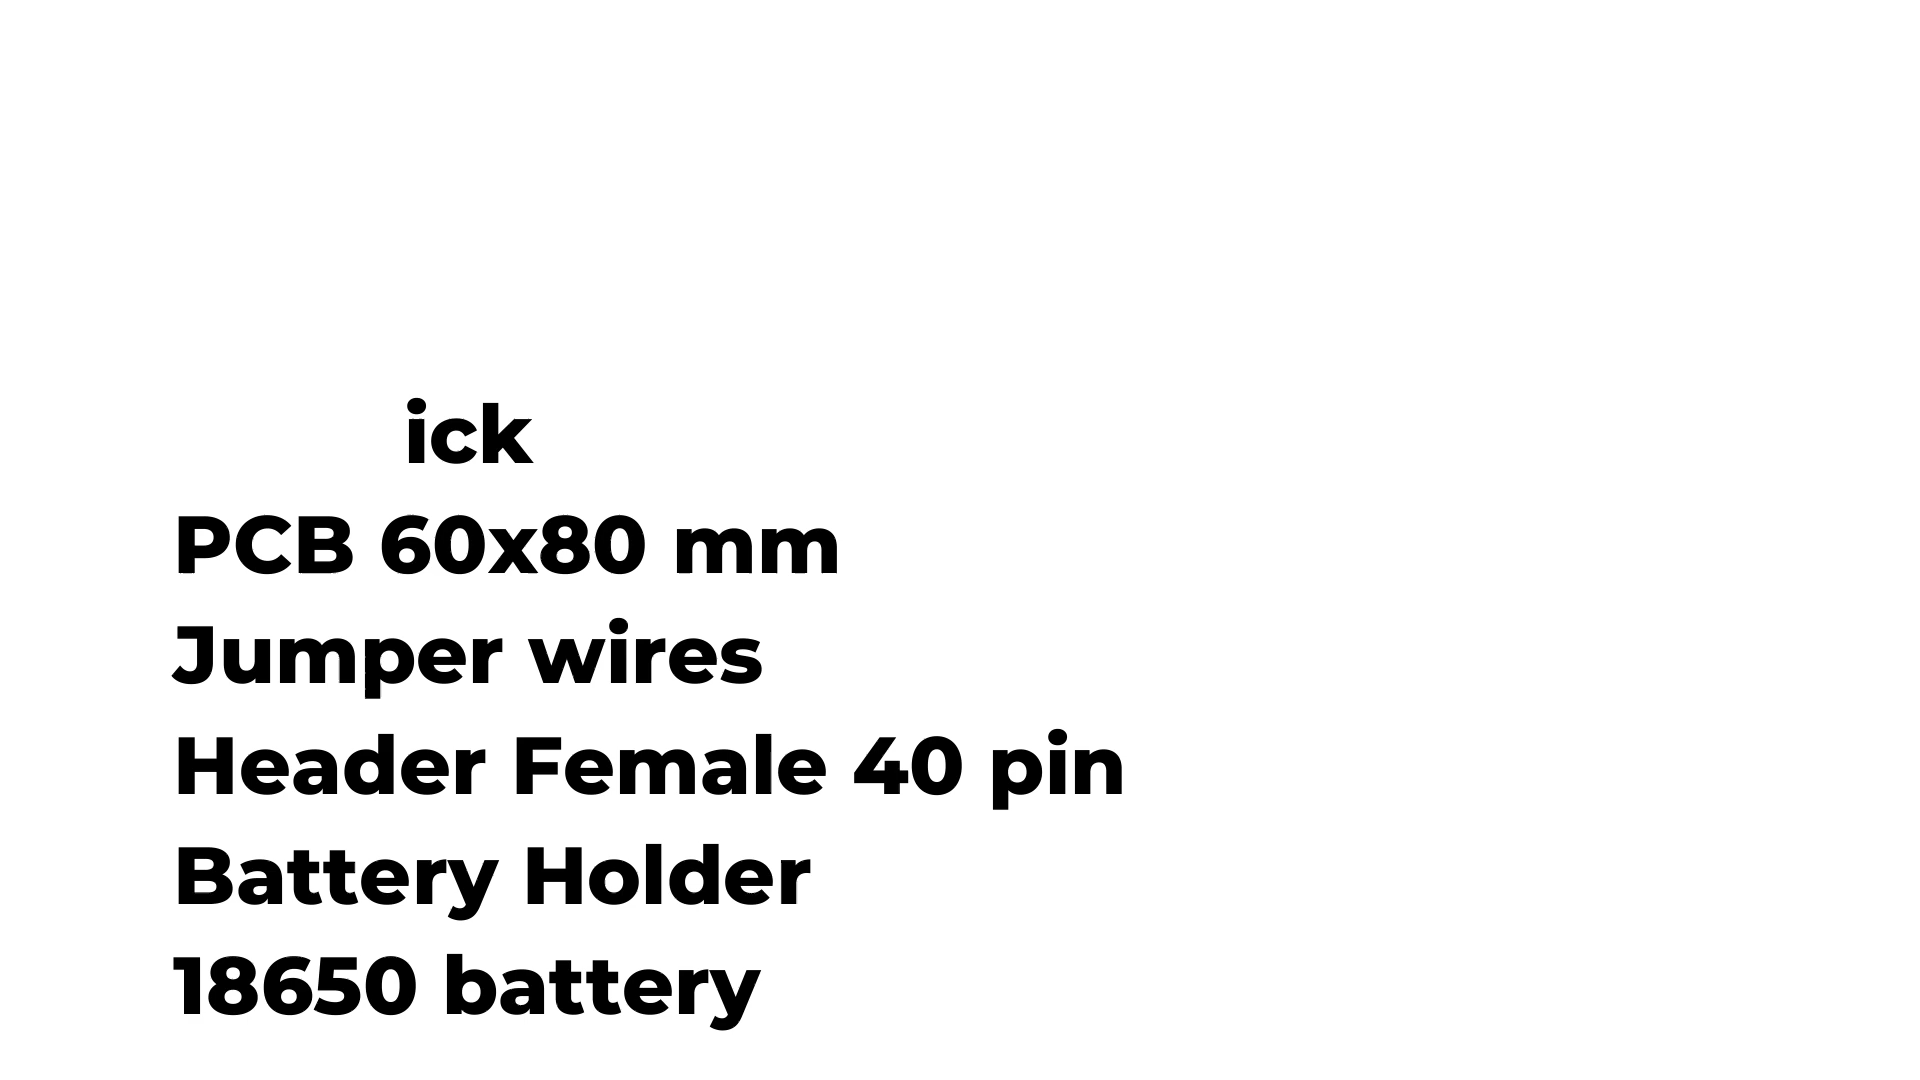 ick
PCB 60x80 mm
Jumper wires
Header Female 40 pin
Battery Holder
18650 battery